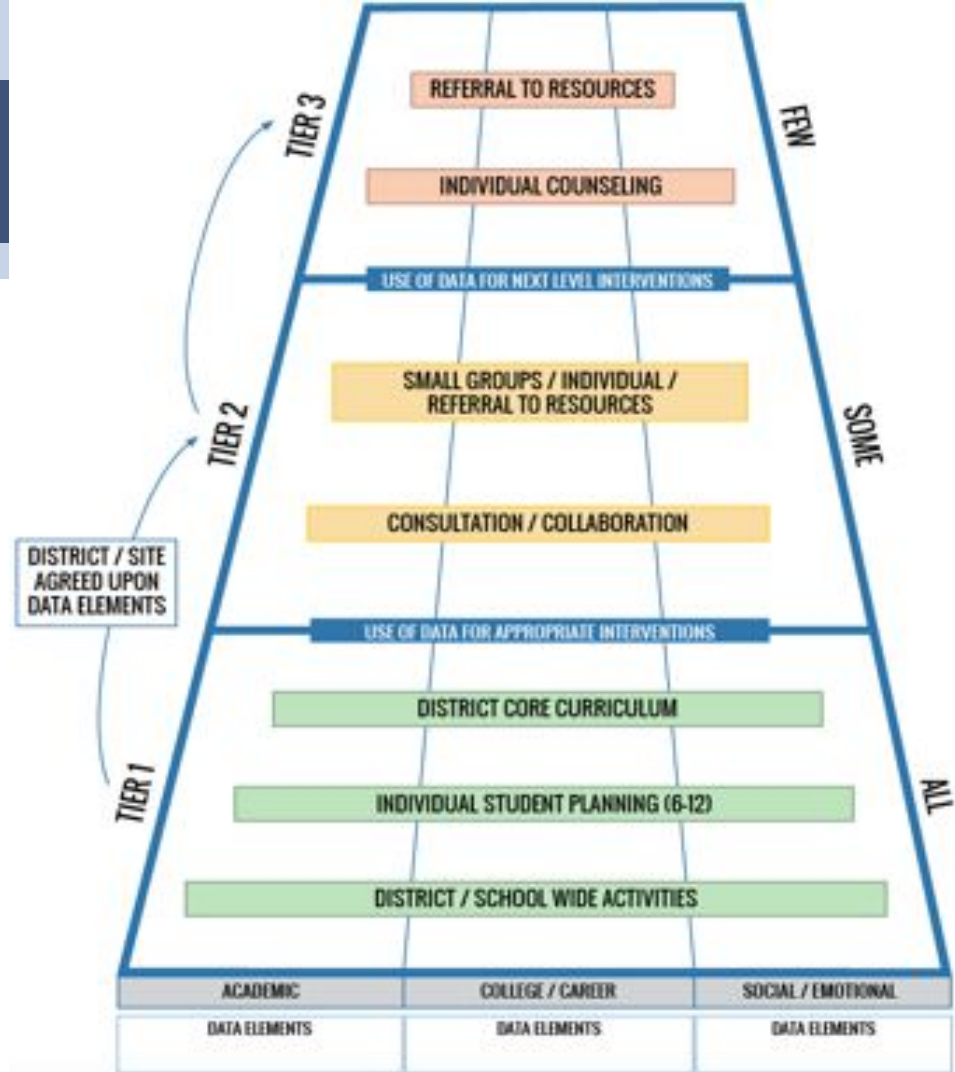 REFERRAL TO RESOURCES
TIER 3
FEW
INDIVIDUAL COUNSELING
USE OF DATA FOR NEXT LEVEL INTERVENTIONS
SMALL GROUPS / INDIVIDUAL /
REFERRAL TO RESOURCES
TIER 2
SOME
CONSULTATION / COLLABORATION
DISTRICT / SITE
AGREED UPON
DATA ELEMENTS
USE OF DATA FOR APPROPRIATE INTERVENTIONS
DISTRICT CORE CURRICULUM
TIER 1
ALL
INDIVIDUAL STUDENT PLANNING (6-12)
DISTRICT / SCHOOL WIDE ACTIVITIES
ACADEMIC
COLLEGE / CAREER
SOCIAL / EMOTIONAL
DATA ELEMENTS
DATA ELEMENTS
DATA ELEMENTS